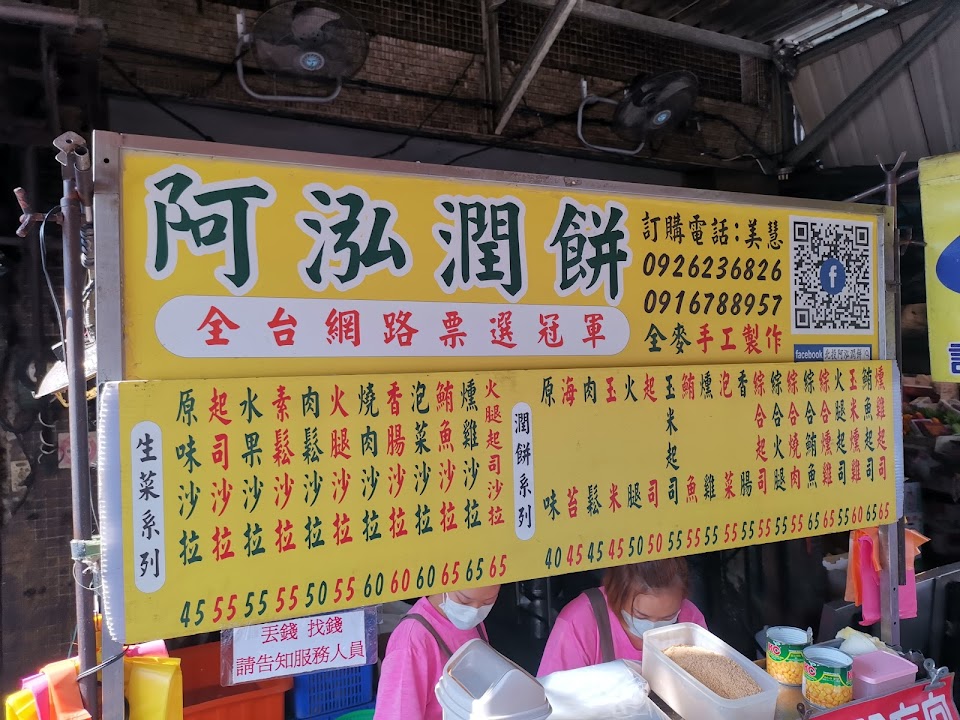 阿泓潤餅
全台網路票選冠軍
訂購電話:美慧
0926236826
0916788957
全麥手工製作
facebook
生菜系列
原味沙拉 45
起司沙拉 55
水果沙拉 55
素鬆沙拉 55
肉鬆沙拉 50
火腿沙拉 55
燒肉沙拉 60
香腸沙拉 60
泡菜沙拉 60
鮪魚沙拉 65
燻雞沙拉 65
火腿起司沙拉 65
潤餅系列
原味 40
海苔 45
肉鬆 45
玉米 45
火腿 50
起司 50
玉米起司 55
鮪魚 55
燻雞 55
泡菜 55
香腸 55
綜合起司 55
綜合火腿 55
綜合燒肉 55
綜合鮪魚 65
綜合燻雞 65
火腿起司 55
玉米燻雞 60
鮪魚起司 65
燻雞起司 65
丟錢 找錢
請告知服務人員